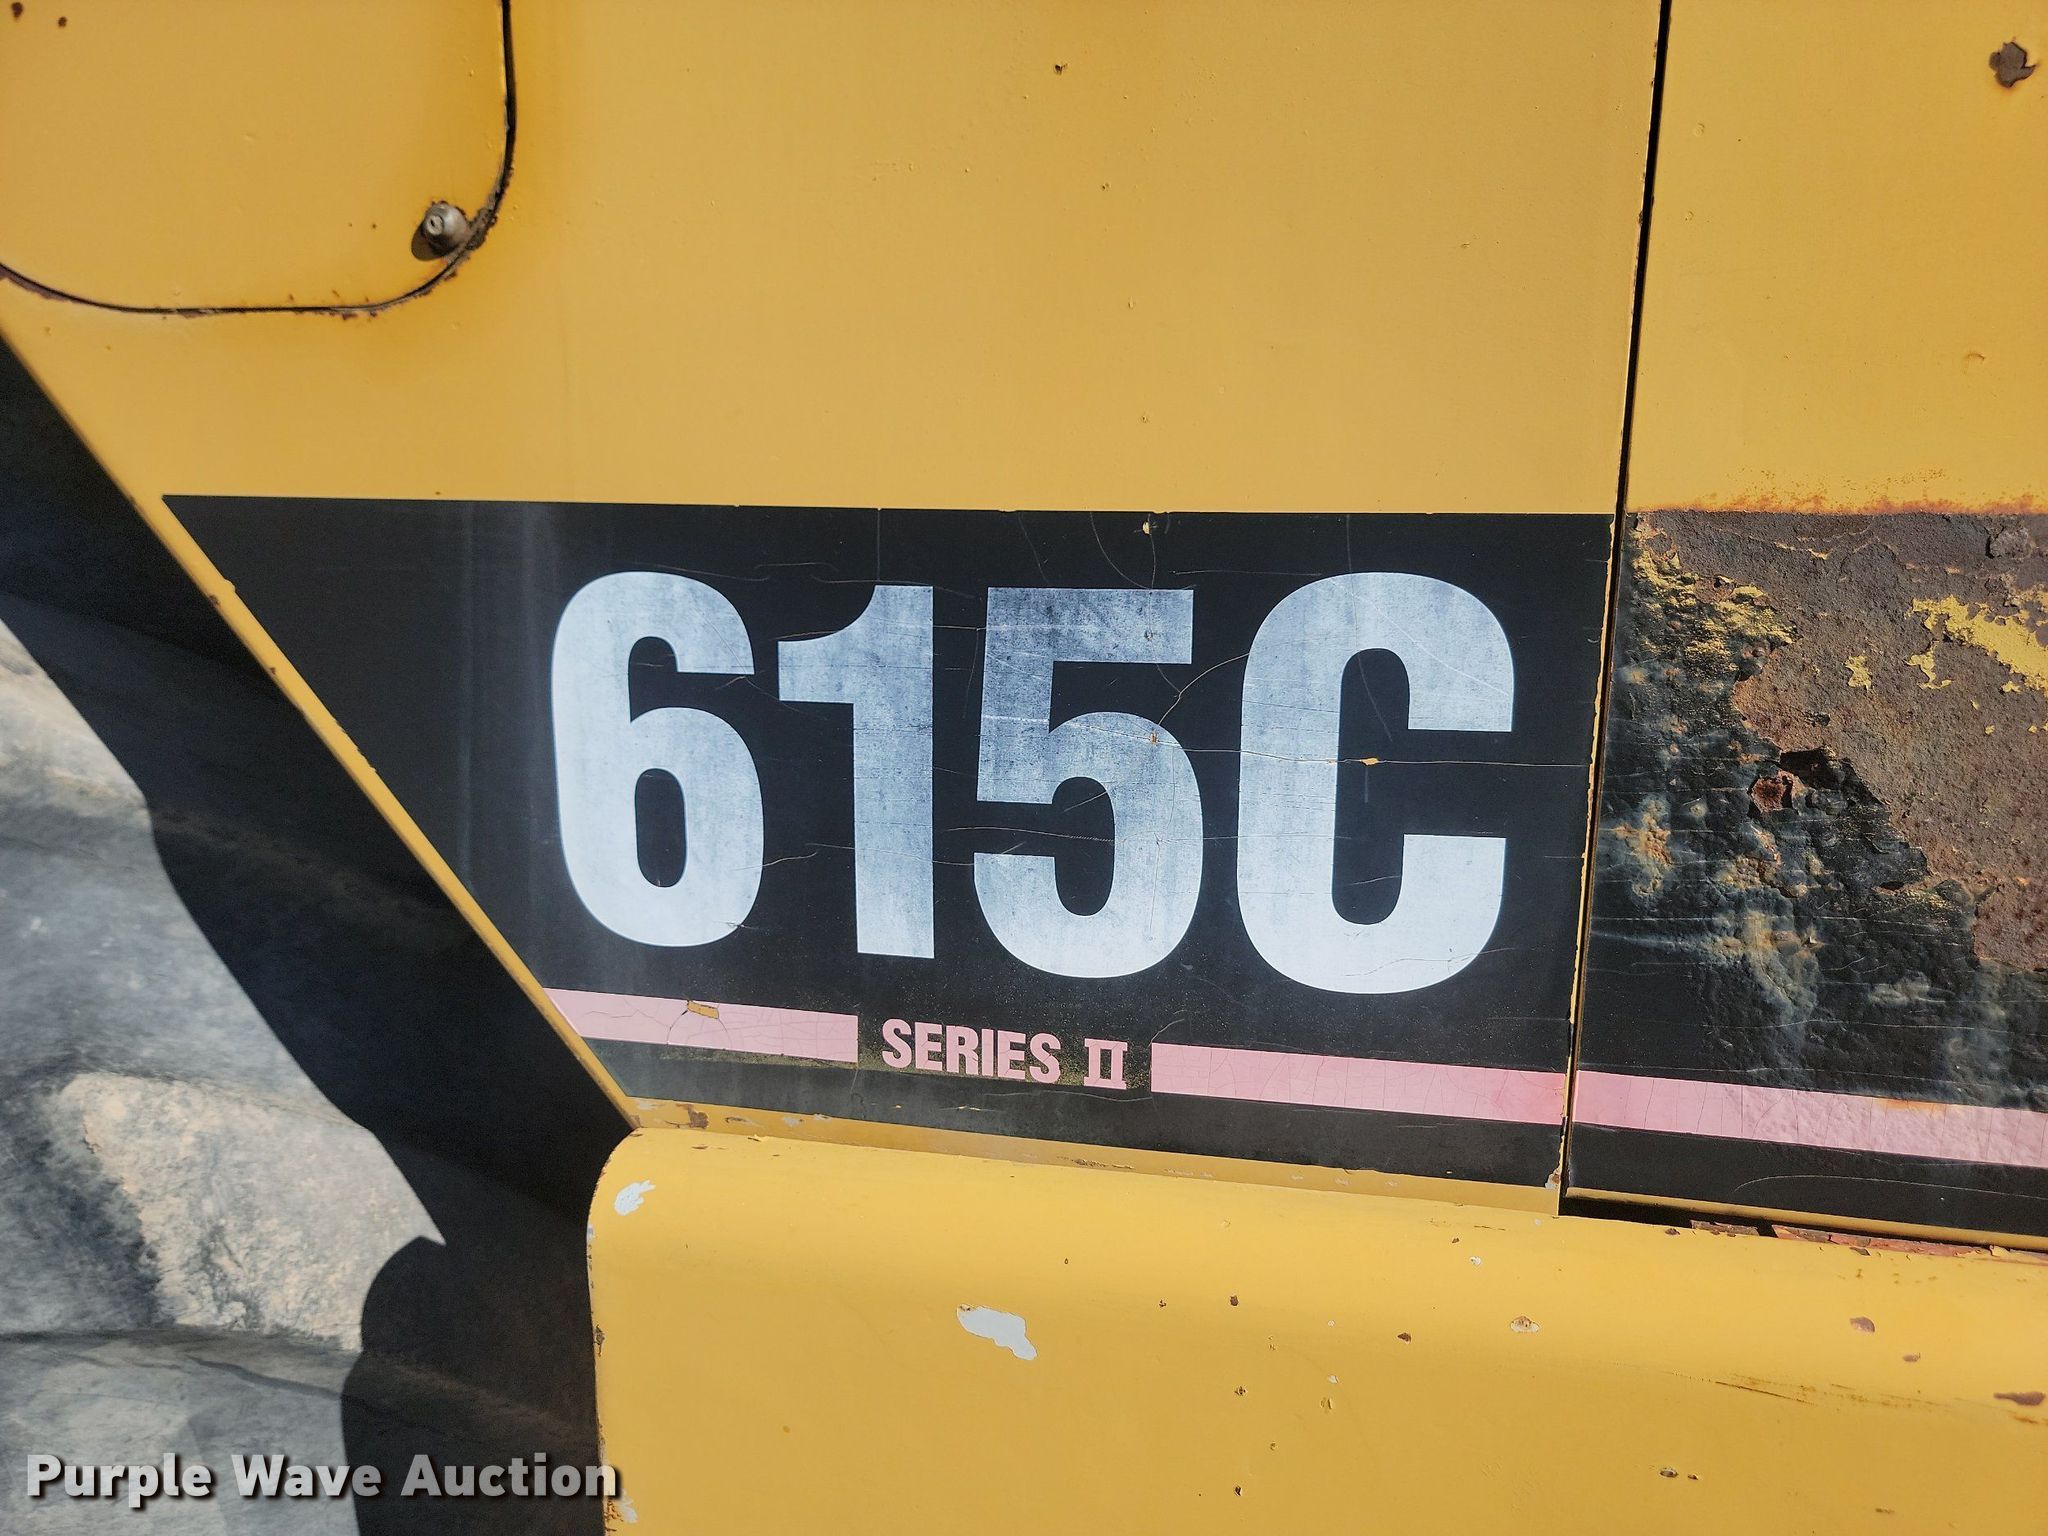 615C
SERIES II
Purple Wave Auction